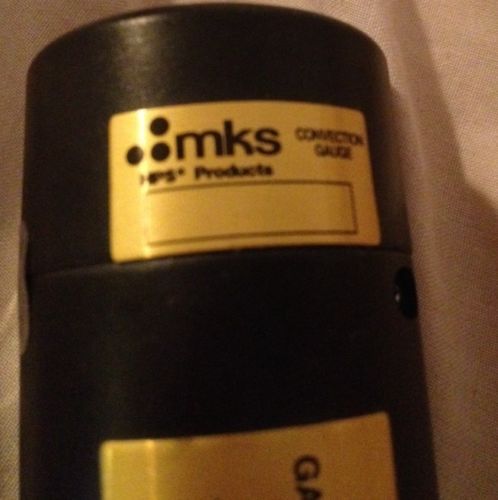 mks CONVECTION
GAUGE
HPS® Products
GA